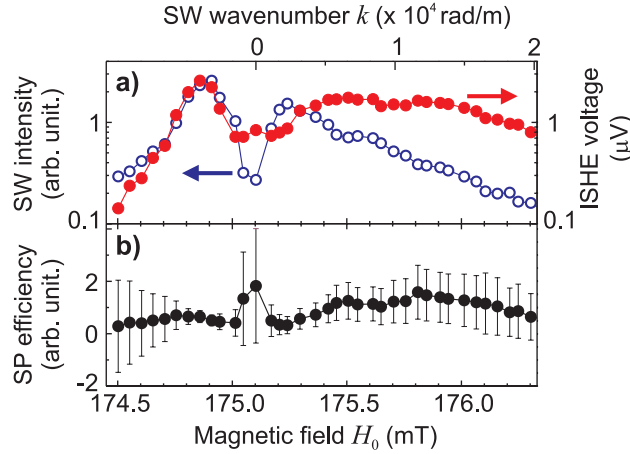 SW wavenumber k (x 10⁴ rad/m)
0 1 2
a)
SW intensity
(arb. unit.)
1
0.1
1
0.1
ISHE voltage
(μV)
b)
SP efficiency
(arb. unit.)
2
0
-2
174.5 175.0 175.5 176.0
Magnetic field H₀ (mT)